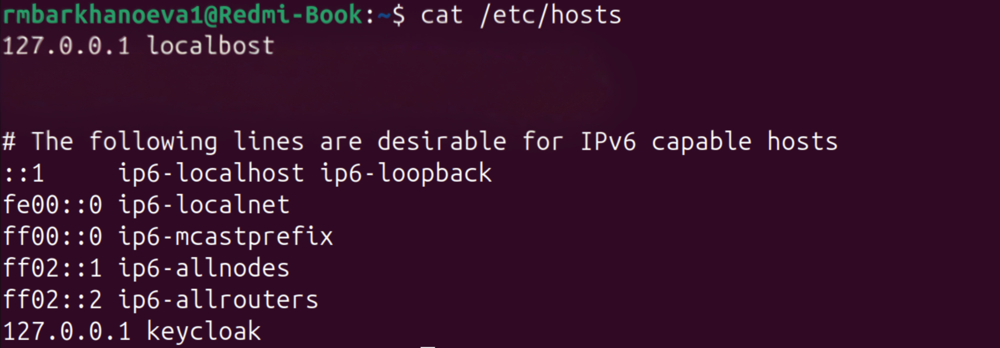 rmbarkhanoeva1@Redmi-Book:~$ cat /etc/hosts
127.0.0.1 localbost
# The following lines are desirable for IPv6 capable hosts
::1     ip6-localhost ip6-loopback
fe00::0 ip6-localnet
ff00::0 ip6-mcastprefix
ff02::1 ip6-allnodes
ff02::2 ip6-allrouters
127.0.0.1 keycloak